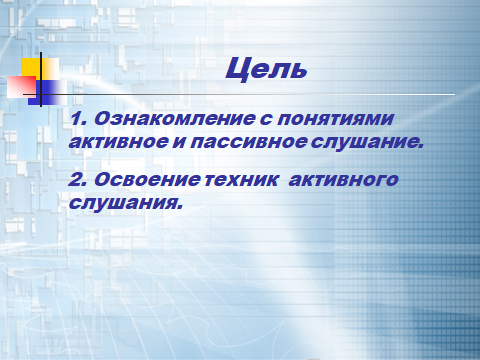 Цель
1. Ознакомление с понятиями
активное и пассивное слушание.
2. Освоение техник активного
слушания.